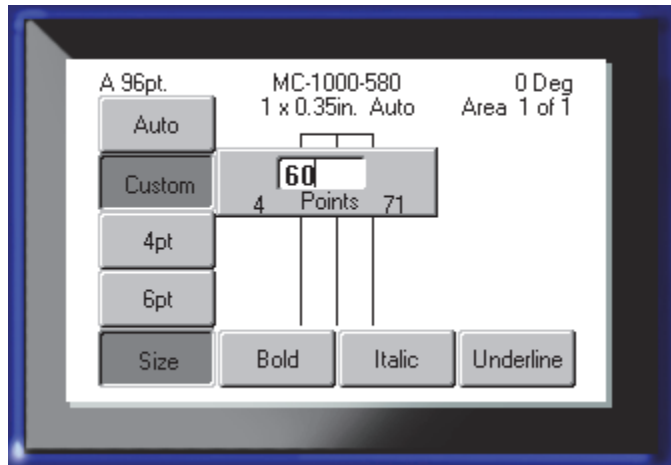 A 96pt. MC-1000-580 0 Deg
1 x 0.35in. Auto Area 1 of 1
Auto
Custom
60
4 Points 71
4pt
6pt
Size Bold Italic Underline